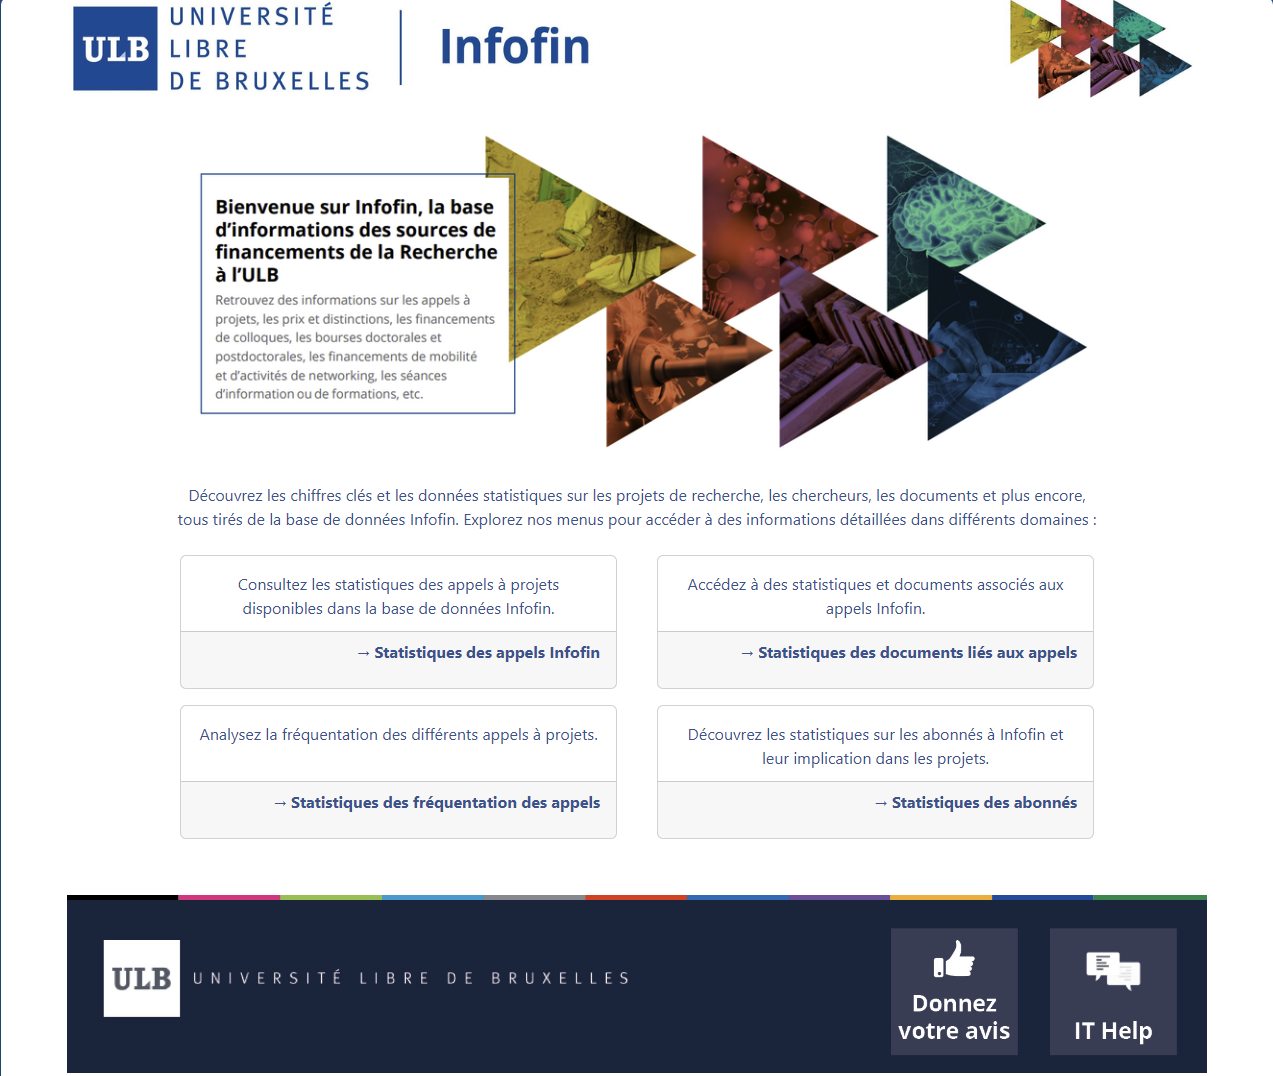 ULB
UNIVERSITÉ
LIBRE
DE BRUXELLES
Infofin
Bienvenue sur Infofin, la base
d'informations des sources de
financements de la Recherche
à l'ULB
Retrouvez des informations sur les appels à
projets, les prix et distinctions, les financements
de colloques, les bourses doctorales et
postdoctorales, les financements de mobilité
et d'activités de networking, les séances
d'information ou de formations, etc.
Découvrez les chiffres clés et les données statistiques sur les projets de recherche, les chercheurs, les documents et plus encore,
tous tirés de la base de données Infofin. Explorez nos menus pour accéder à des informations détaillées dans différents domaines :
Consultez les statistiques des appels à projets
disponibles dans la base de données Infofin.
→ Statistiques des appels Infofin
Accédez à des statistiques et documents associés aux
appels Infofin.
→ Statistiques des documents liés aux appels
Analysez la fréquentation des différents appels à projets.
→ Statistiques des fréquentation des appels
Découvrez les statistiques sur les abonnés à Infofin et
leur implication dans les projets.
→ Statistiques des abonnés
ULB
UNIVERSITÉ LIBRE DE BRUXELLES
Donnez
votre avis
IT Help